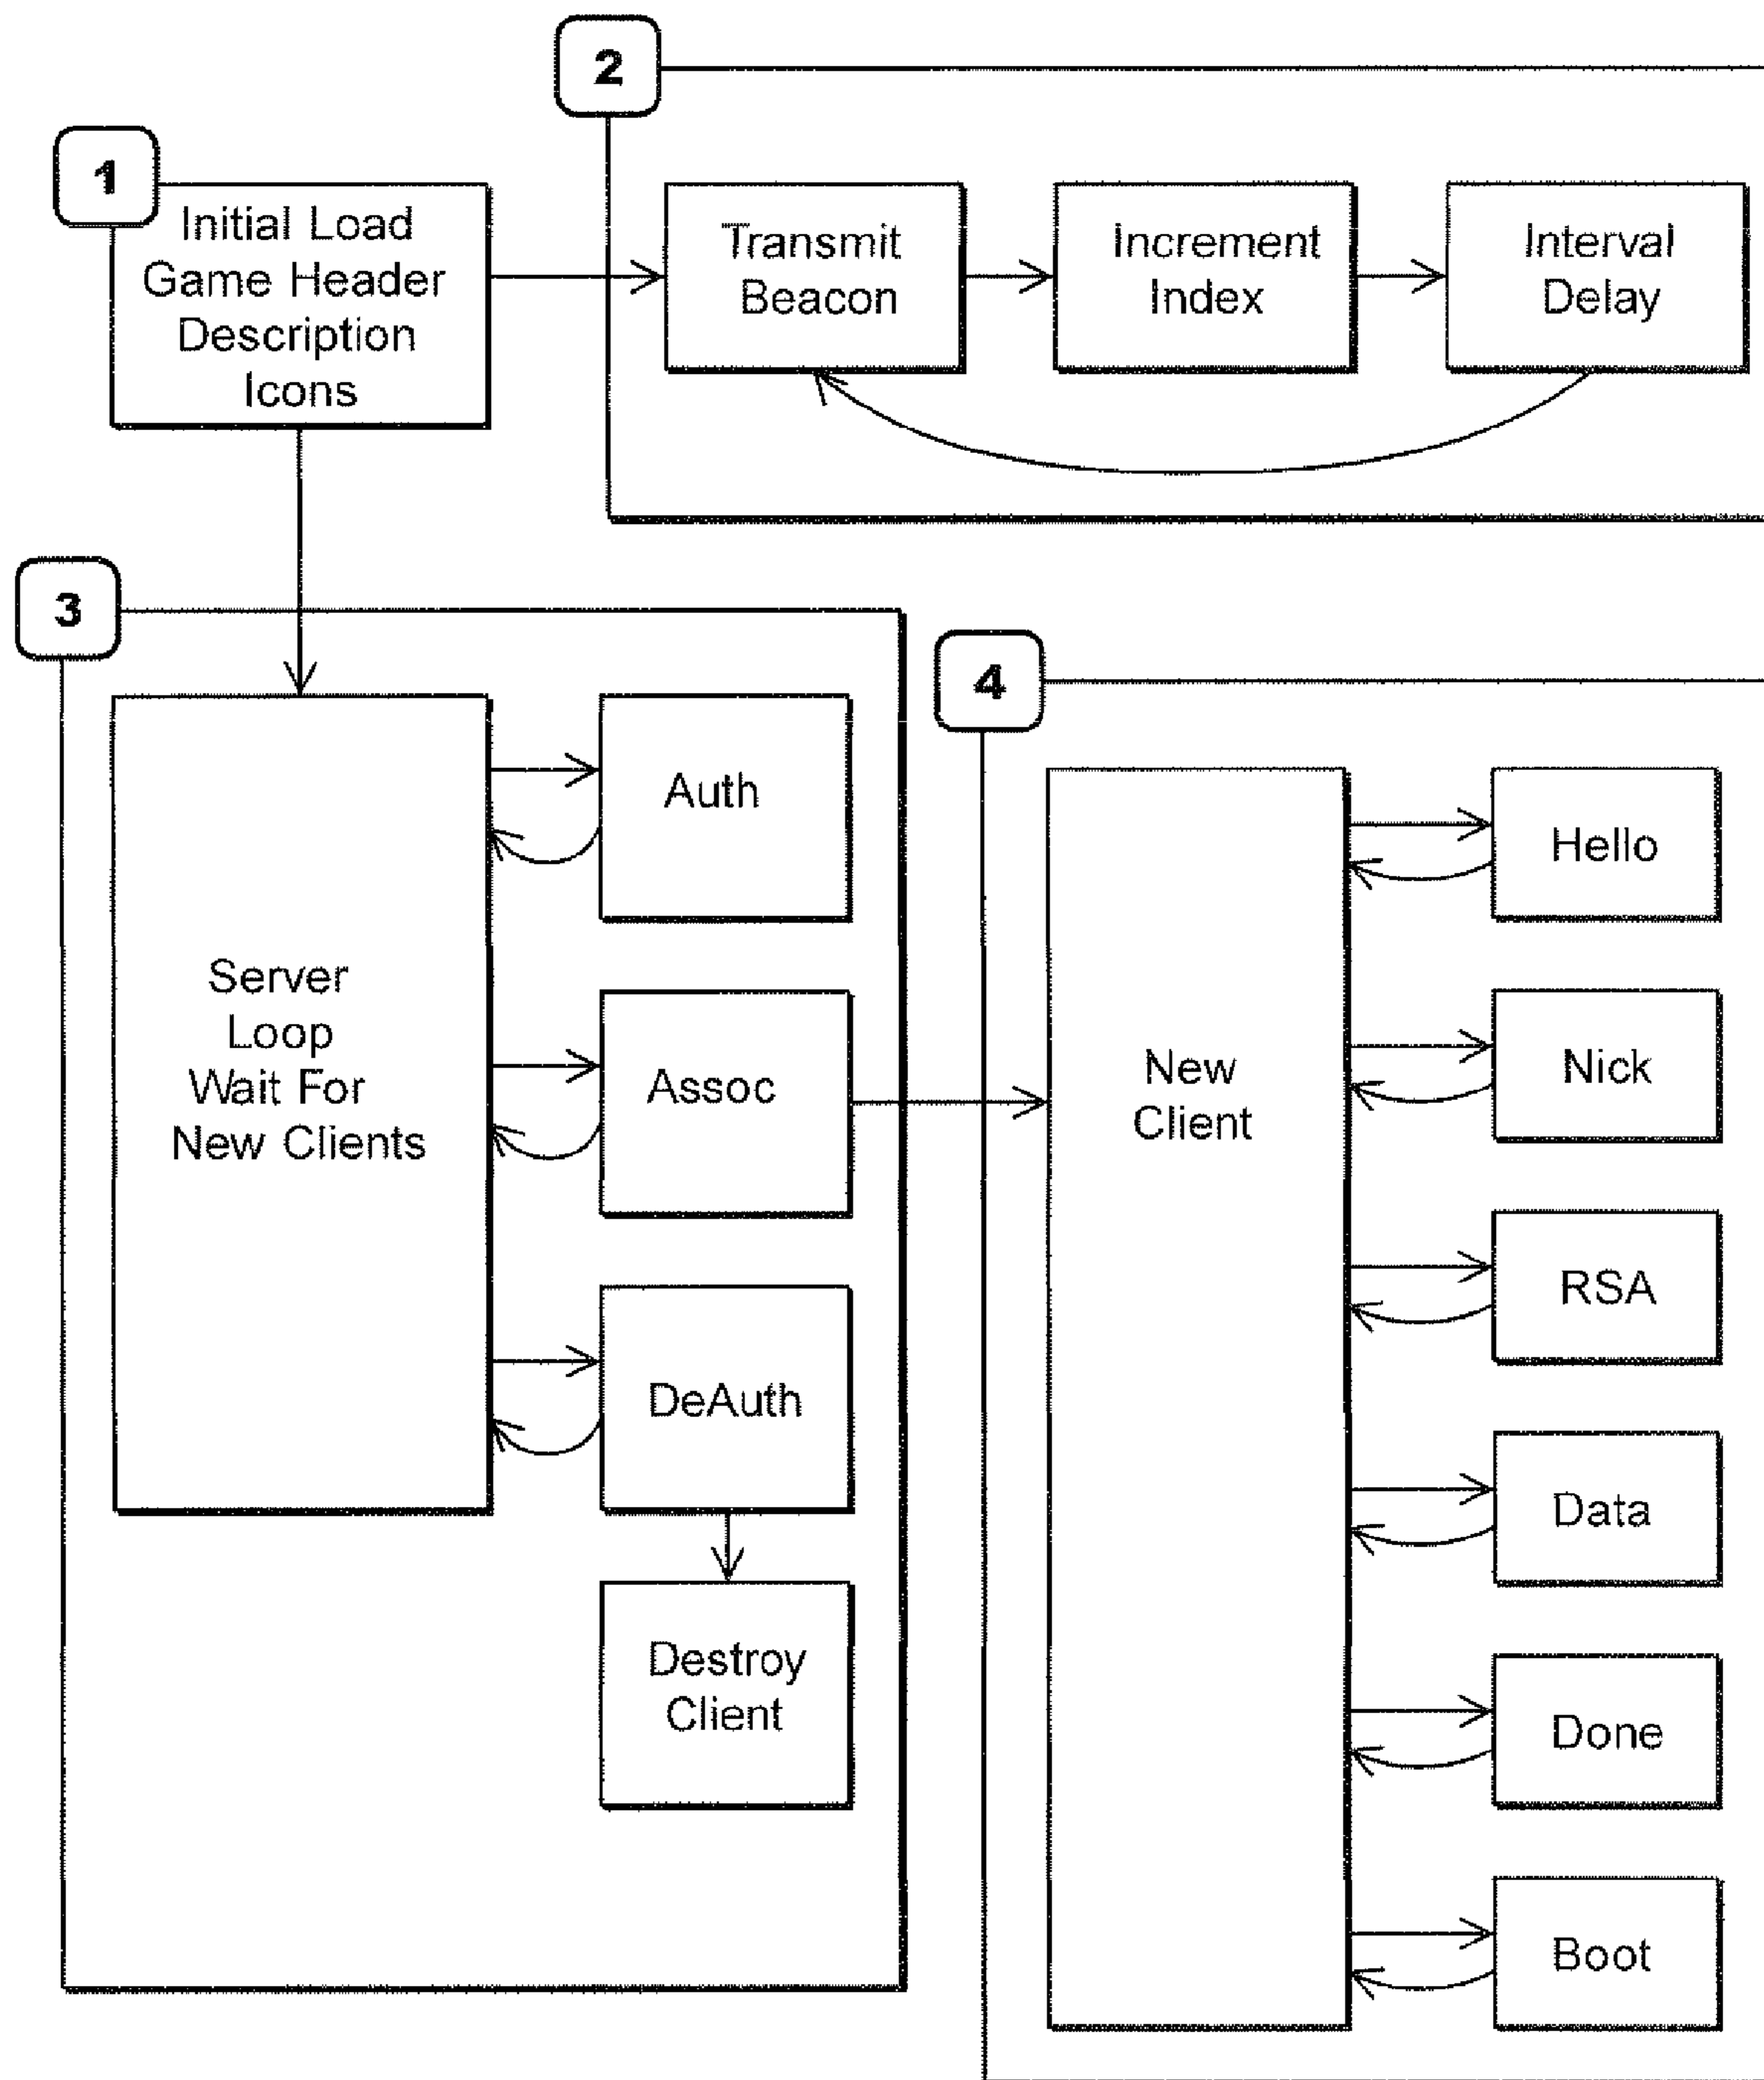 1
Initial Load
Game Header
Description
Icons
2
Transmit
Beacon
Increment
Index
Interval
Delay
3
Server
Loop
Wait For
New Clients
Auth
Assoc
DeAuth
Destroy
Client
4
New
Client
Hello
Nick
RSA
Data
Done
Boot